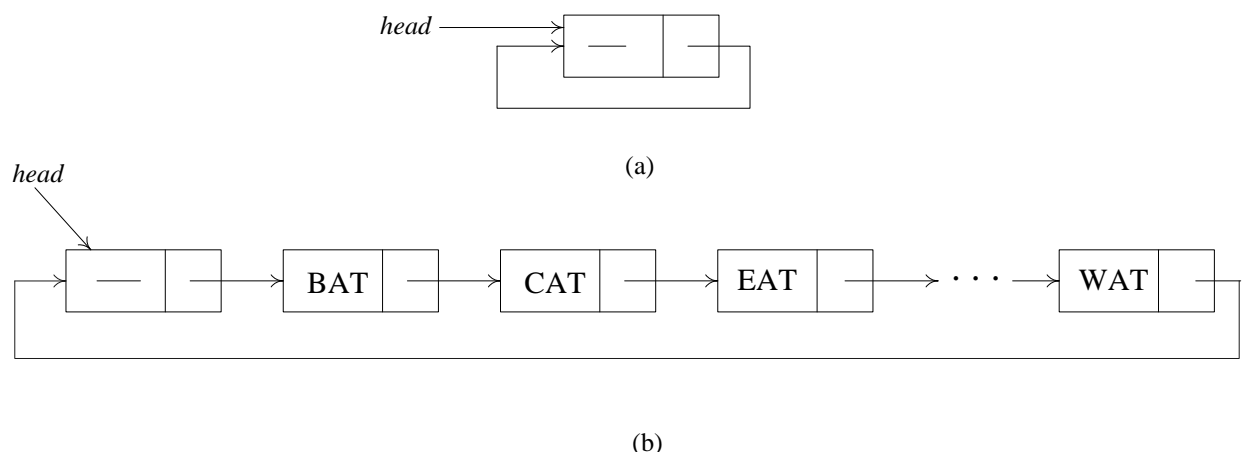 head
(a)
head
BAT CAT EAT · · · WAT
(b)